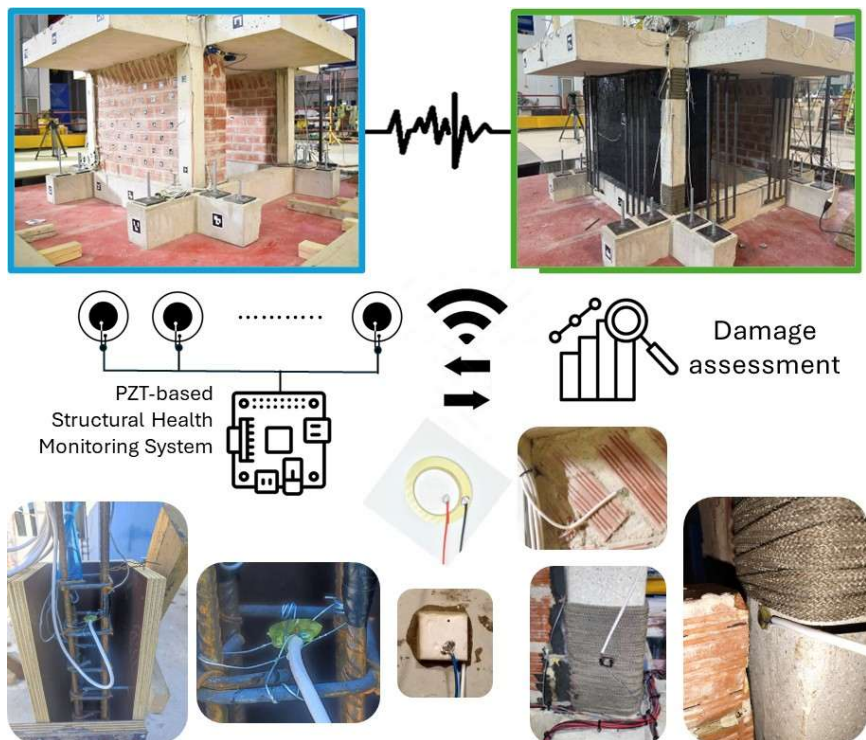 PZT-based
Structural Health
Monitoring System
Damage
assessment